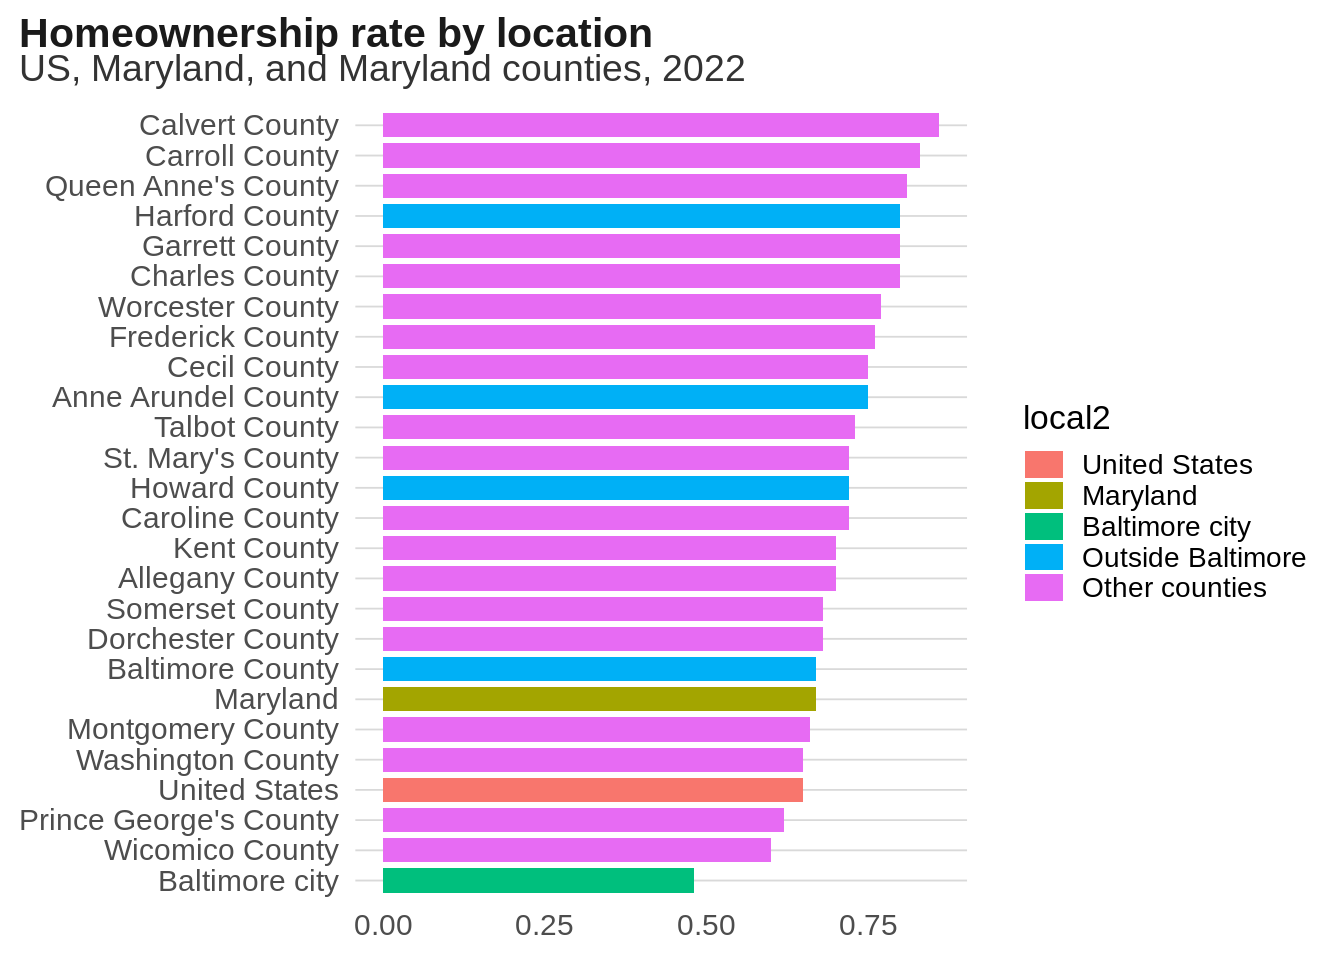 Homeownership rate by location
US, Maryland, and Maryland counties, 2022
Calvert County
Carroll County
Queen Anne's County
Harford County
Garrett County
Charles County
Worcester County
Frederick County
Cecil County
Anne Arundel County
Talbot County
St. Mary's County
Howard County
Caroline County
Kent County
Allegany County
Somerset County
Dorchester County
Baltimore County
Maryland
Montgomery County
Washington County
United States
Prince George's County
Wicomico County
Baltimore city
0.00 0.25 0.50 0.75
local2
United States
Maryland
Baltimore city
Outside Baltimore
Other counties